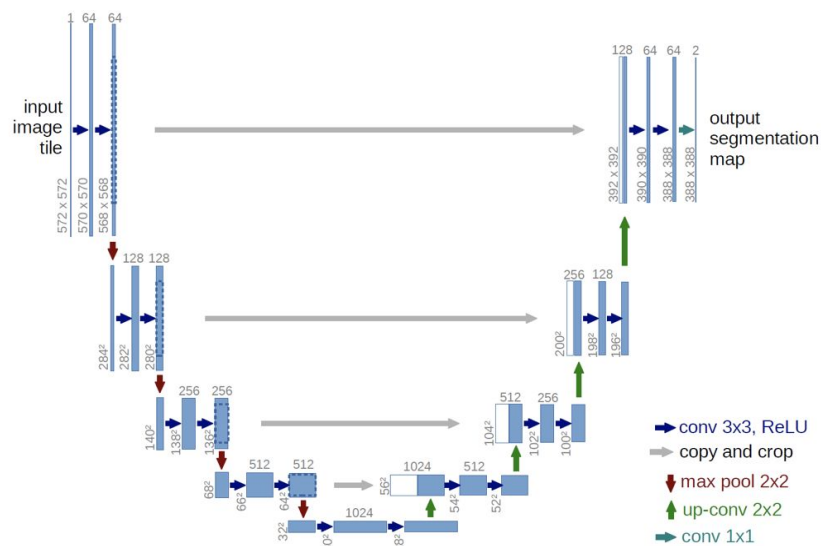 1
64
64
128
64
64
2
input
image
tile
output
segmentation
map
572 x 572
570 x 570
568 x 568
392 x 392
390 x 390
388 x 388
388 x 388
128
128
256
128
284²
282²
280²
200²
198²
196²
256
256
512
256
140²
138²
136²
104²
102²
100²
512
512
1024
512
68²
66²
64²
56²
54²
52²
1024
32²
0²
8²
conv 3x3, ReLU
copy and crop
max pool 2x2
up-conv 2x2
conv 1x1